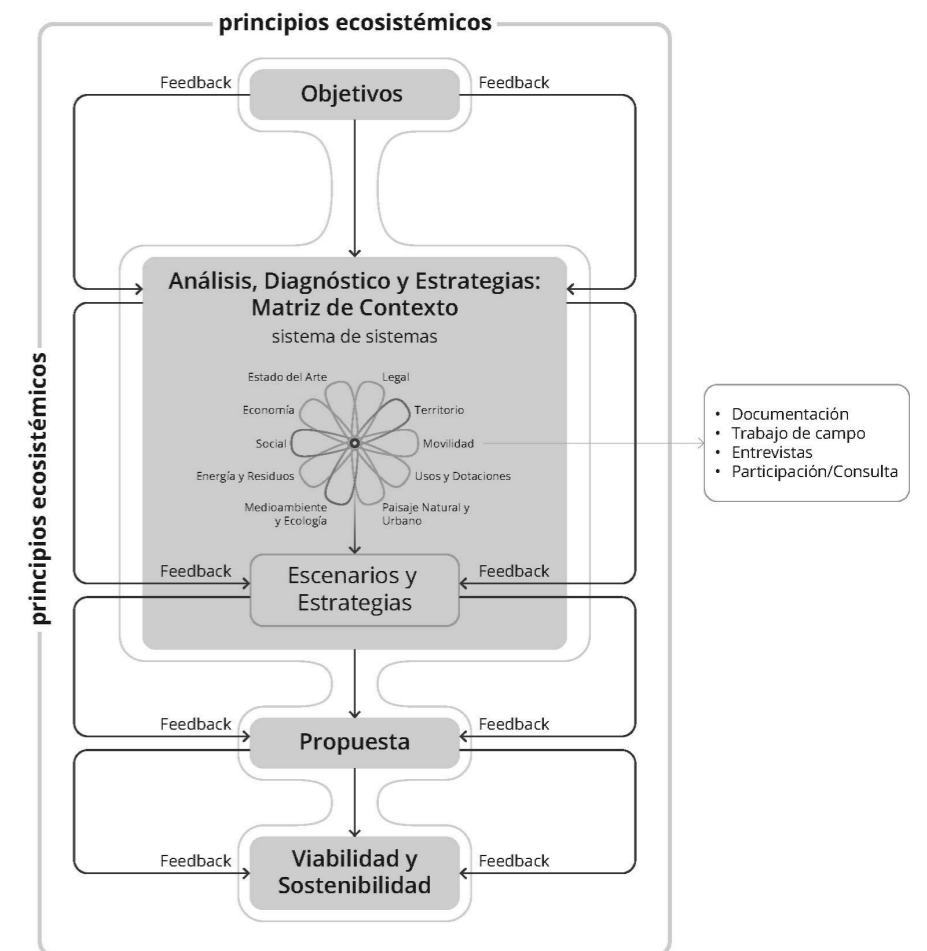 principios ecosistémicos
Feedback
Feedback
Objetivos
Análisis, Diagnóstico y Estrategias:
Matriz de Contexto
sistema de sistemas
Estado del Arte
Legal
Economía
Territorio
Social
Movilidad
Energía y Residuos
Usos y Dotaciones
Medioambiente
y Ecología
Paisaje Natural y
Urbano
• Documentación
• Trabajo de campo
• Entrevistas
• Participación/Consulta
principios ecosistémicos
Feedback
Feedback
Escenarios y
Estrategias
Feedback
Feedback
Propuesta
Feedback
Feedback
Viabilidad y
Sostenibilidad